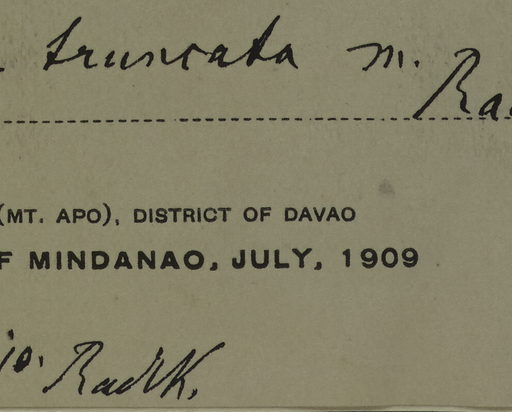 truncata m.
(MT. APO), DISTRICT OF DAVAO
F MINDANAO, JULY, 1909
Radlk.